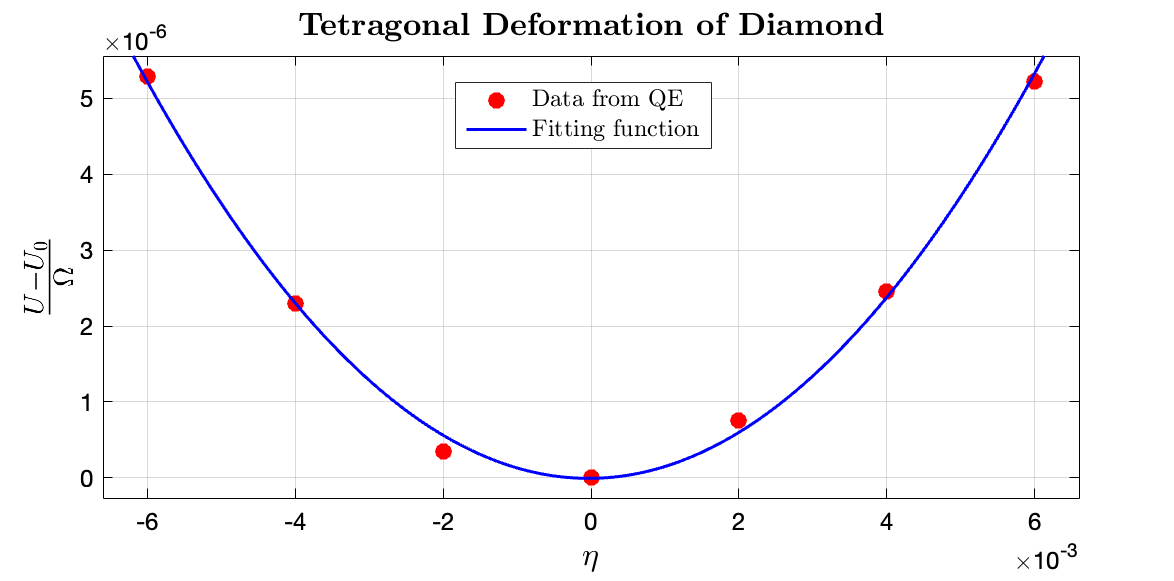 Tetragonal Deformation of Diamond
×10⁻⁶
5
4
3
2
1
0
U−U₀
Ω
Data from QE
Fitting function
-6 -4 -2 0 2 4 6
η
×10⁻³